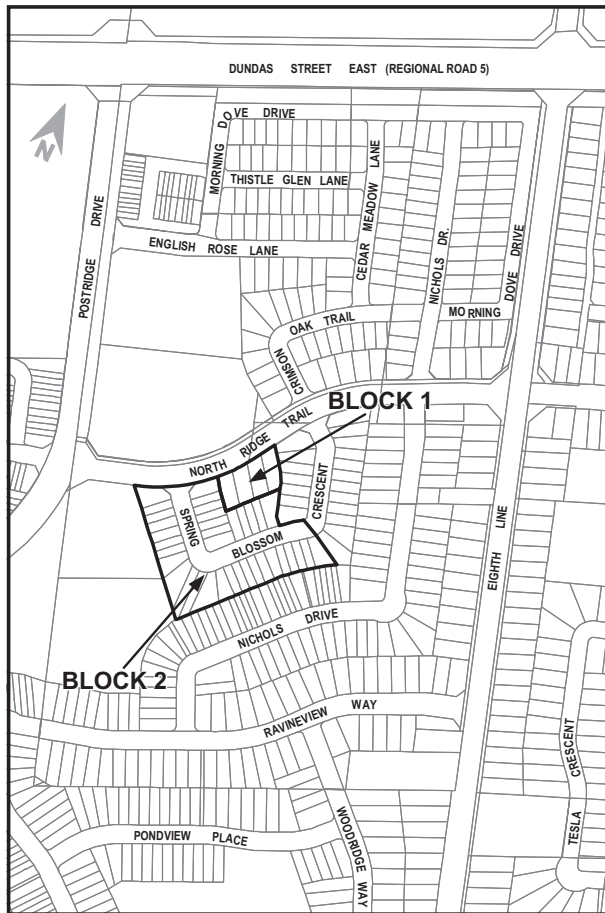 DUNDAS STREET EAST (REGIONAL ROAD 5)
N
POSTRIDGE DRIVE
MORNING DOVE DRIVE
THISTLE GLEN LANE
ENGLISH ROSE LANE
CEDAR MEADOW LANE
NICHOLS DR.
MORNING DOVE DRIVE
CRIMSON OAK TRAIL
BLOCK 1
NORTH RIDGE TRAIL
SPRING BLOSSOM CRESCENT
EIGHTH LINE
NICHOLS DRIVE
BLOCK 2
RAVINEVIEW WAY
PONDVIEW PLACE
WOODRIDGE WAY
TESLA CRESCENT